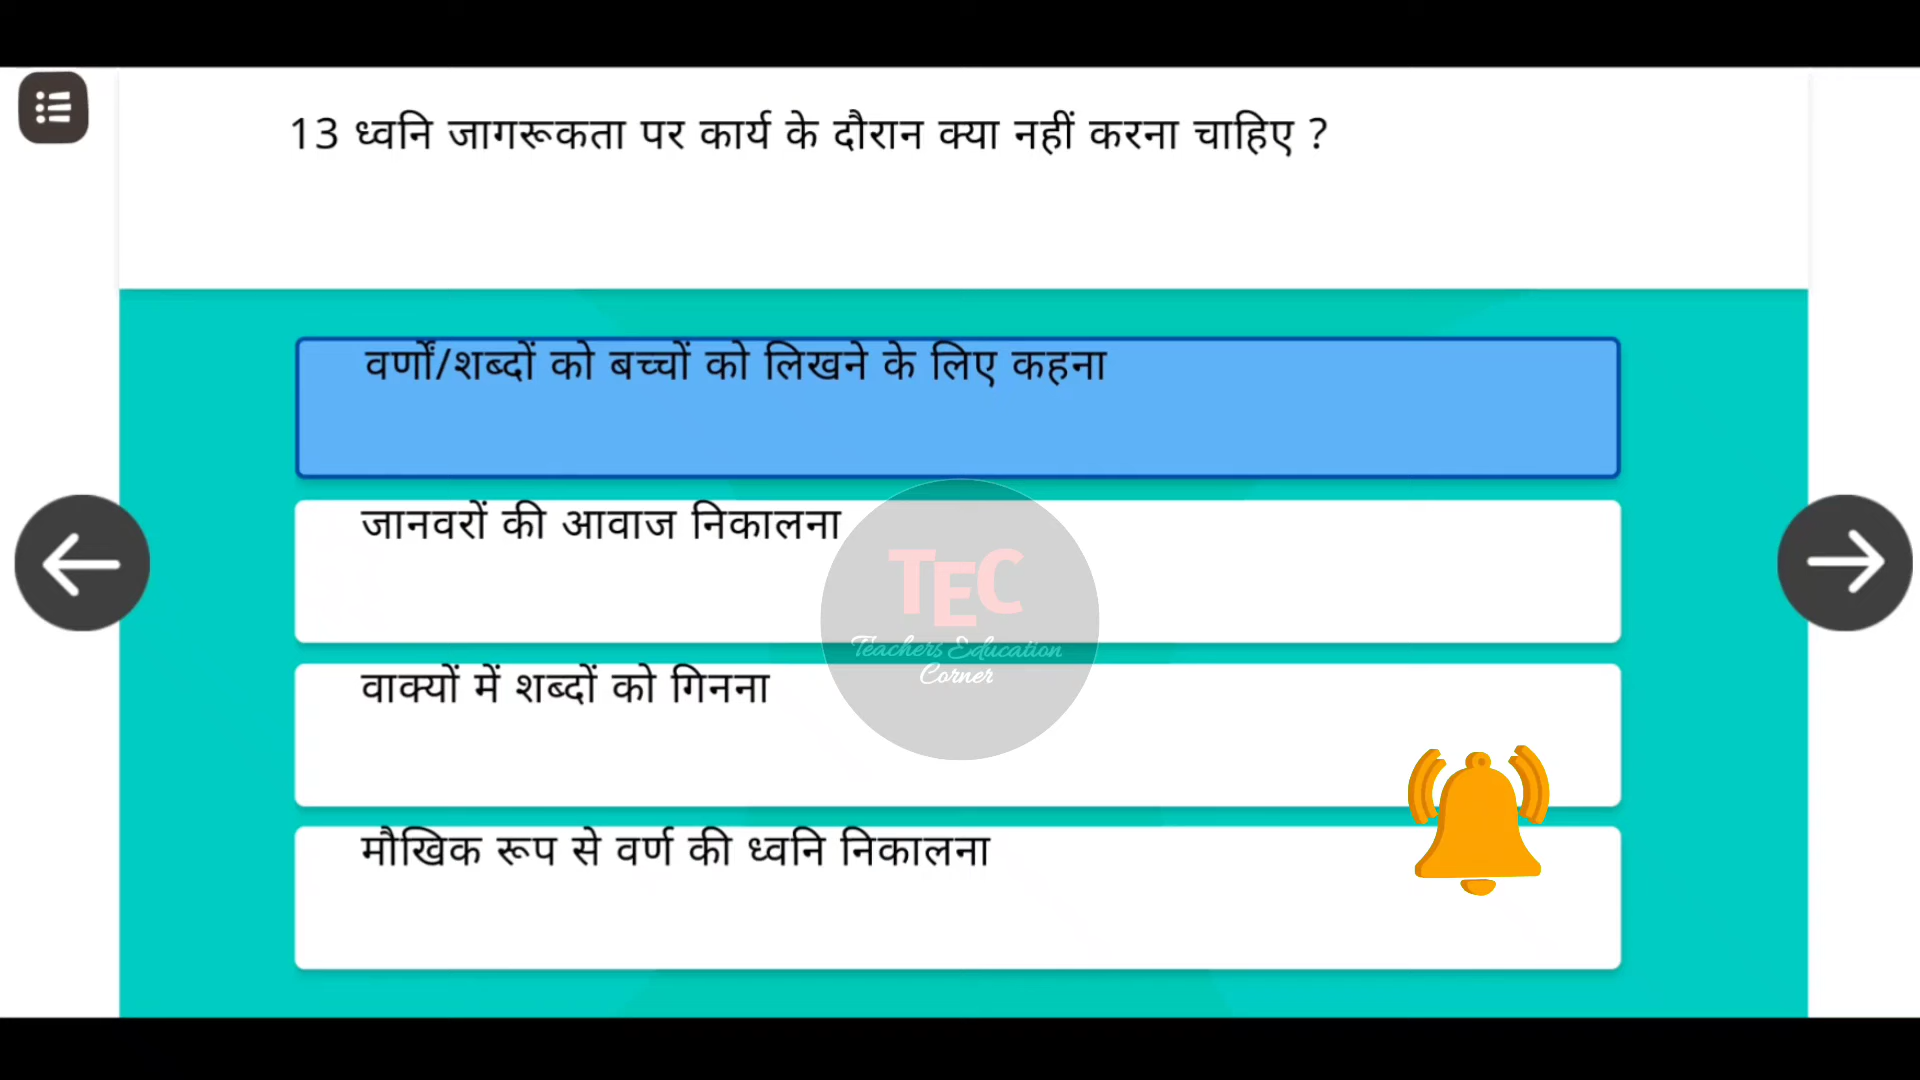 13 ध्वनि जागरूकता पर कार्य के दौरान क्या नहीं करना चाहिए ?
वर्णों/शब्दों को बच्चों को लिखने के लिए कहना
जानवरों की आवाज निकालना
TEC
Teachers Education
Corner
वाक्यों में शब्दों को गिनना
मौखिक रूप से वर्ण की ध्वनि निकालना